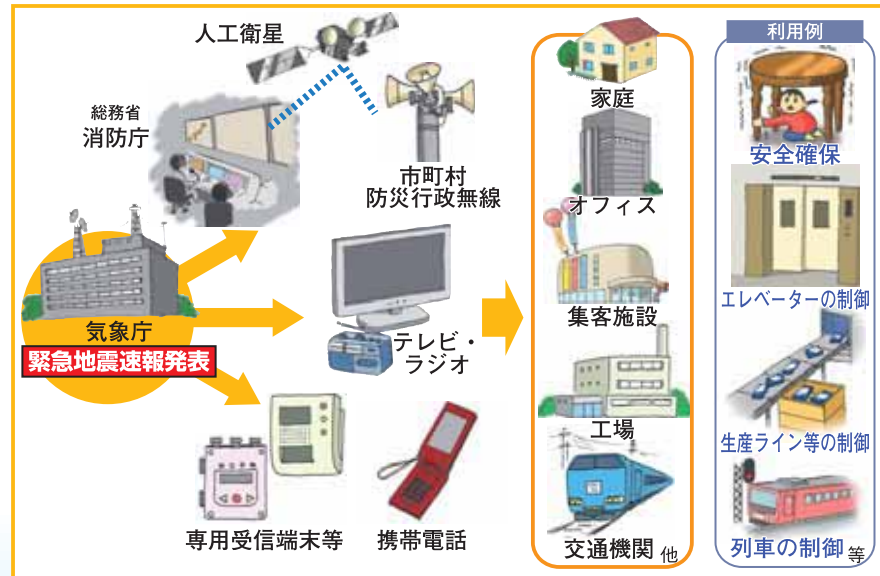 人工衛星
総務省
消防庁
市町村
防災行政無線
気象庁
緊急地震速報発表
テレビ・
ラジオ
専用受信端末等
携帯電話
家庭
オフィス
集客施設
工場
交通機関 他
利用例
安全確保
エレベーターの制御
生産ライン等の制御
列車の制御 等